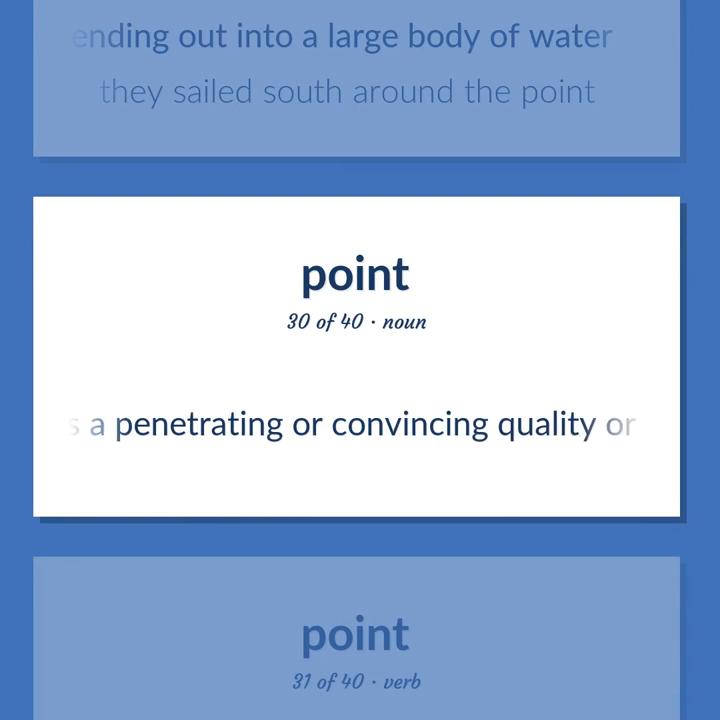 ending out into a large body of water
they sailed south around the point
point
30 of 40 · noun
s a penetrating or convincing quality or
point
31 of 40 · verb